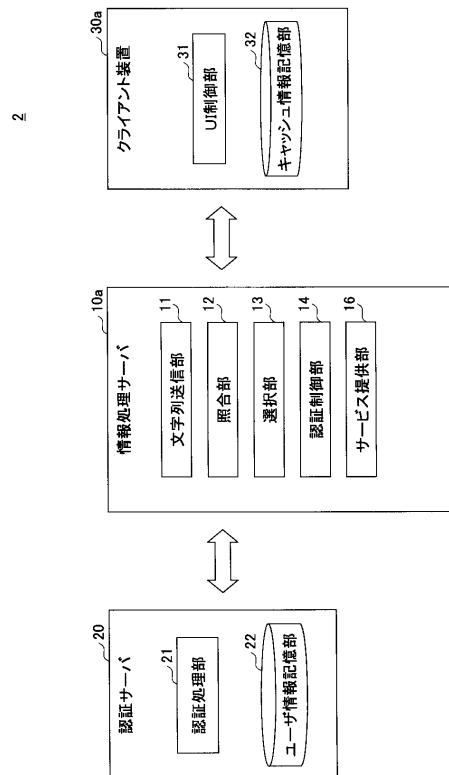 2
認証サーバ
20
認証処理部
21
ユーザ情報記憶部
22
情報処理サーバ
10a
文字列送信部
11
照合部
12
選択部
13
認証制御部
14
サービス提供部
16
クライアント装置
30a
UI制御部
31
キャッシュ情報記憶部
32